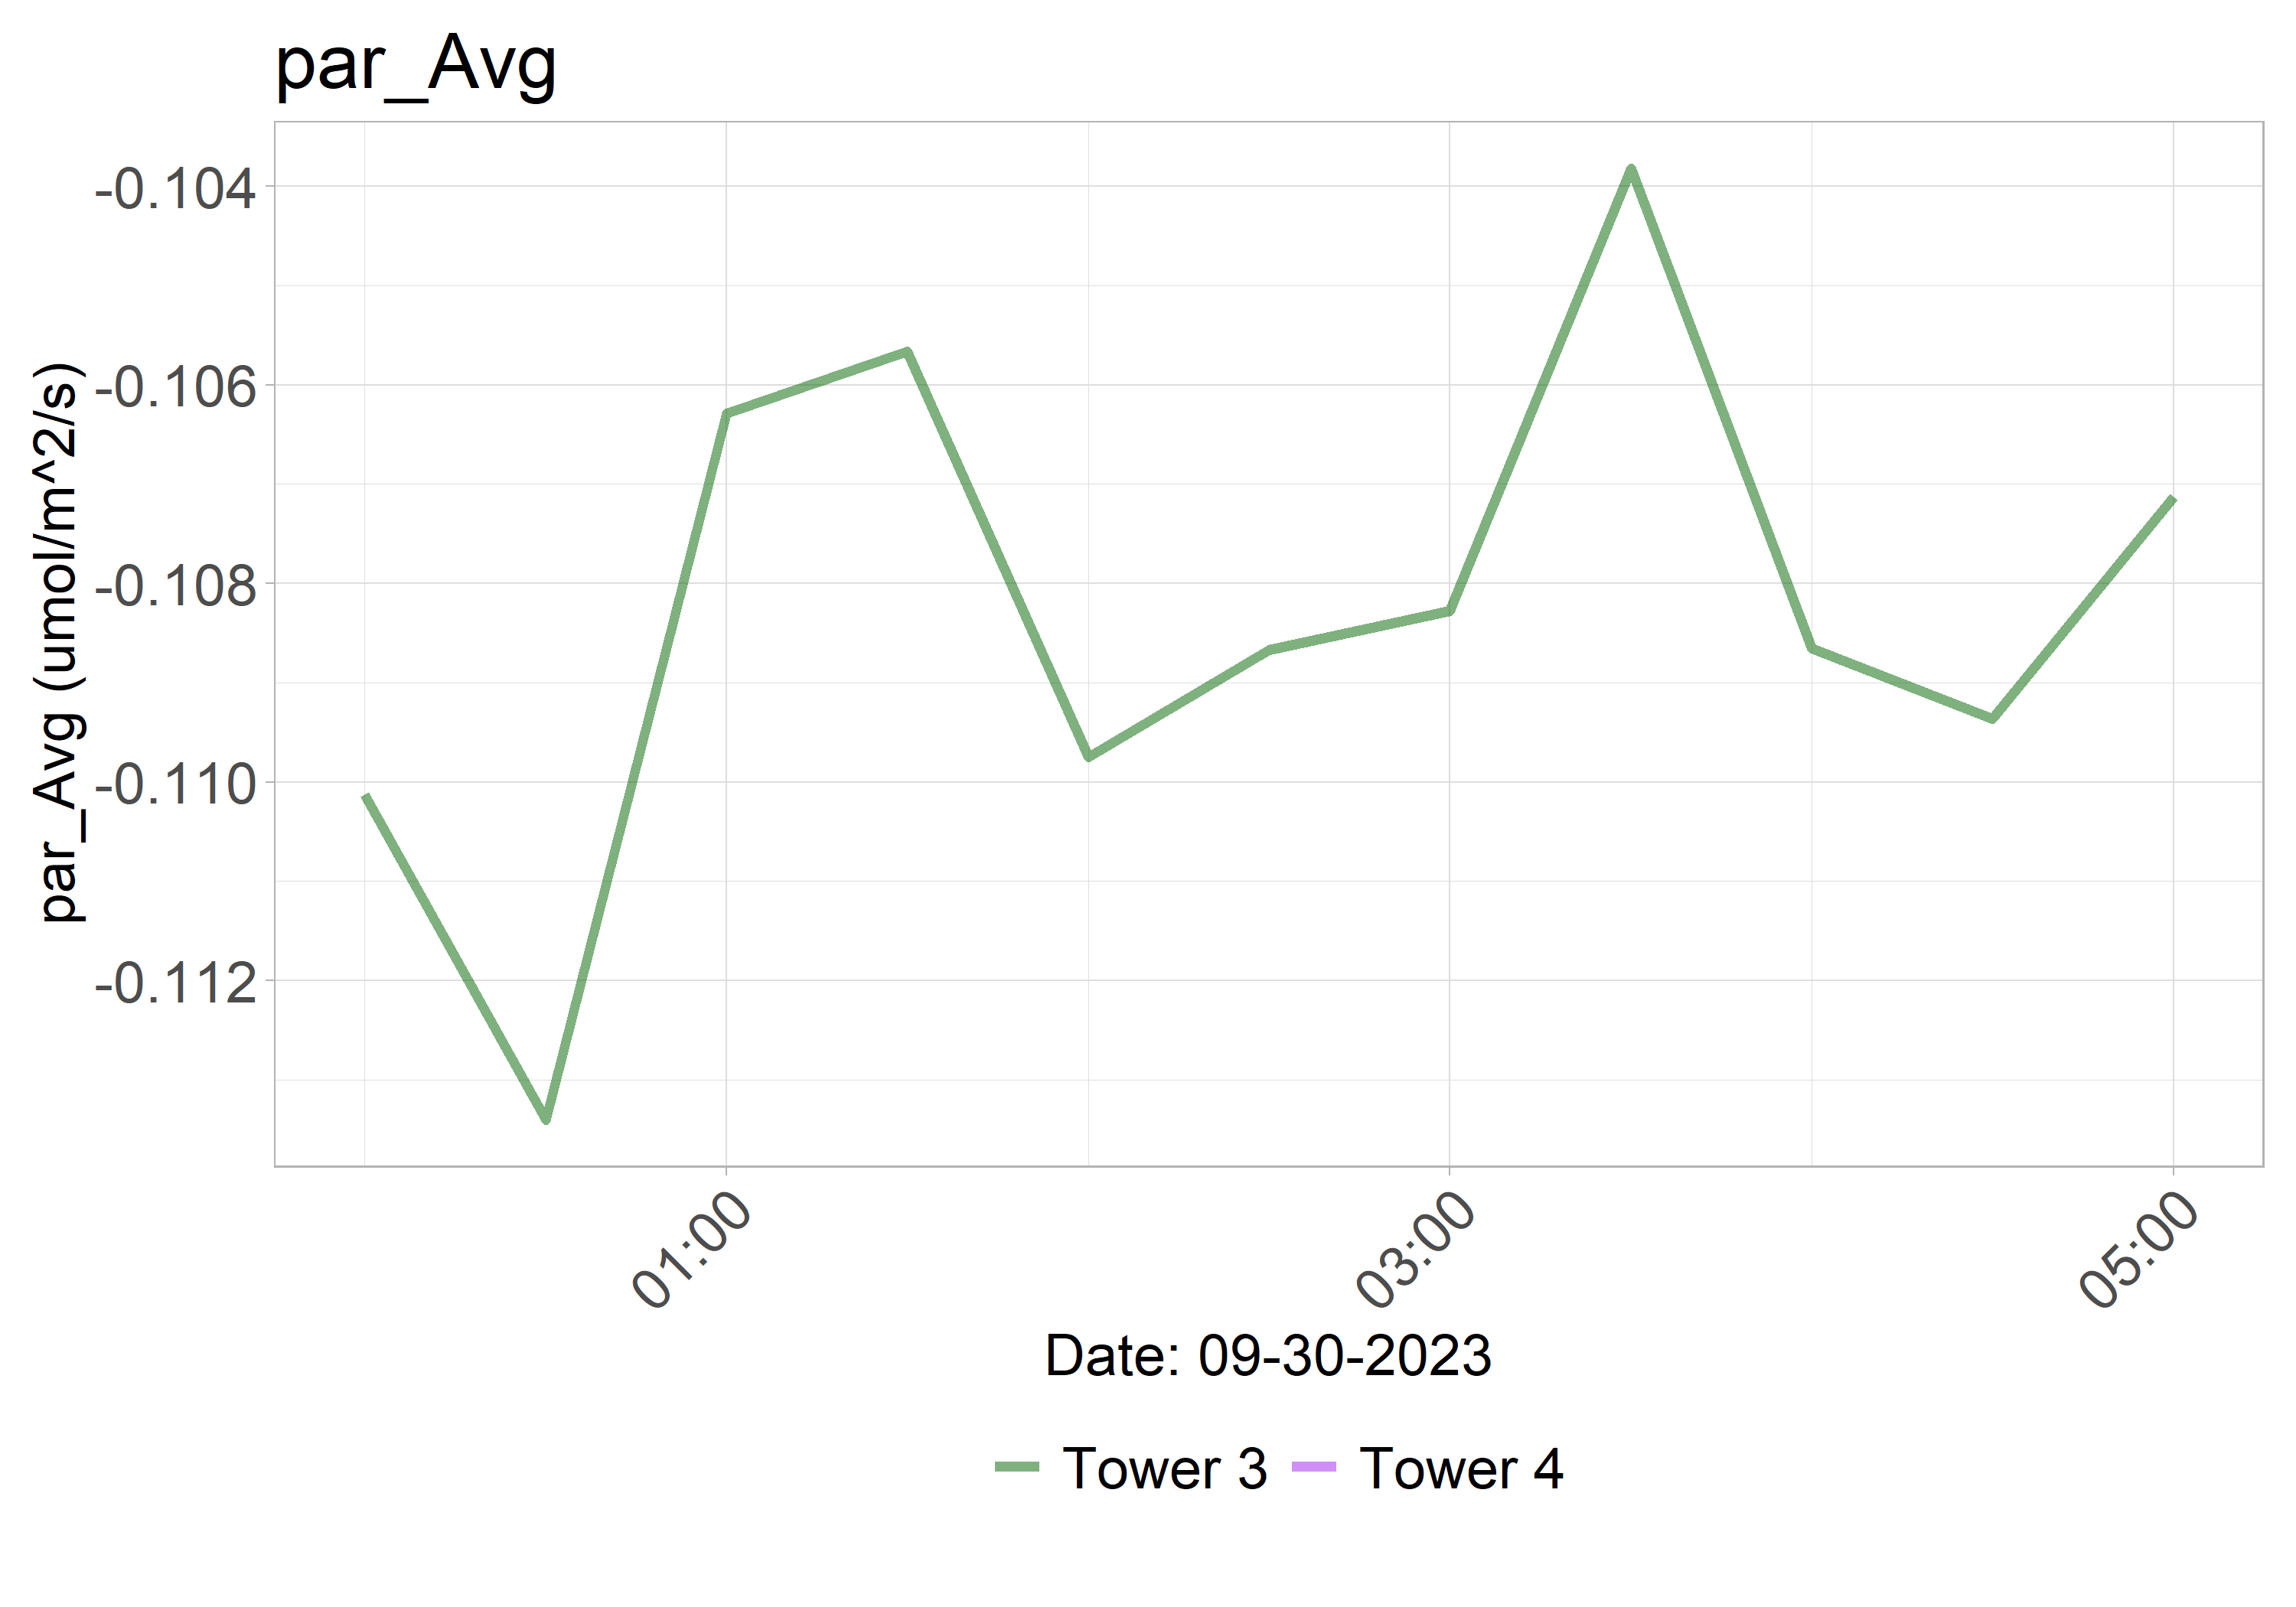 par_Avg
par_Avg (umol/m^2/s)
-0.104
-0.106
-0.108
-0.110
-0.112
01:00
03:00
05:00
Date: 09-30-2023
Tower 3
Tower 4